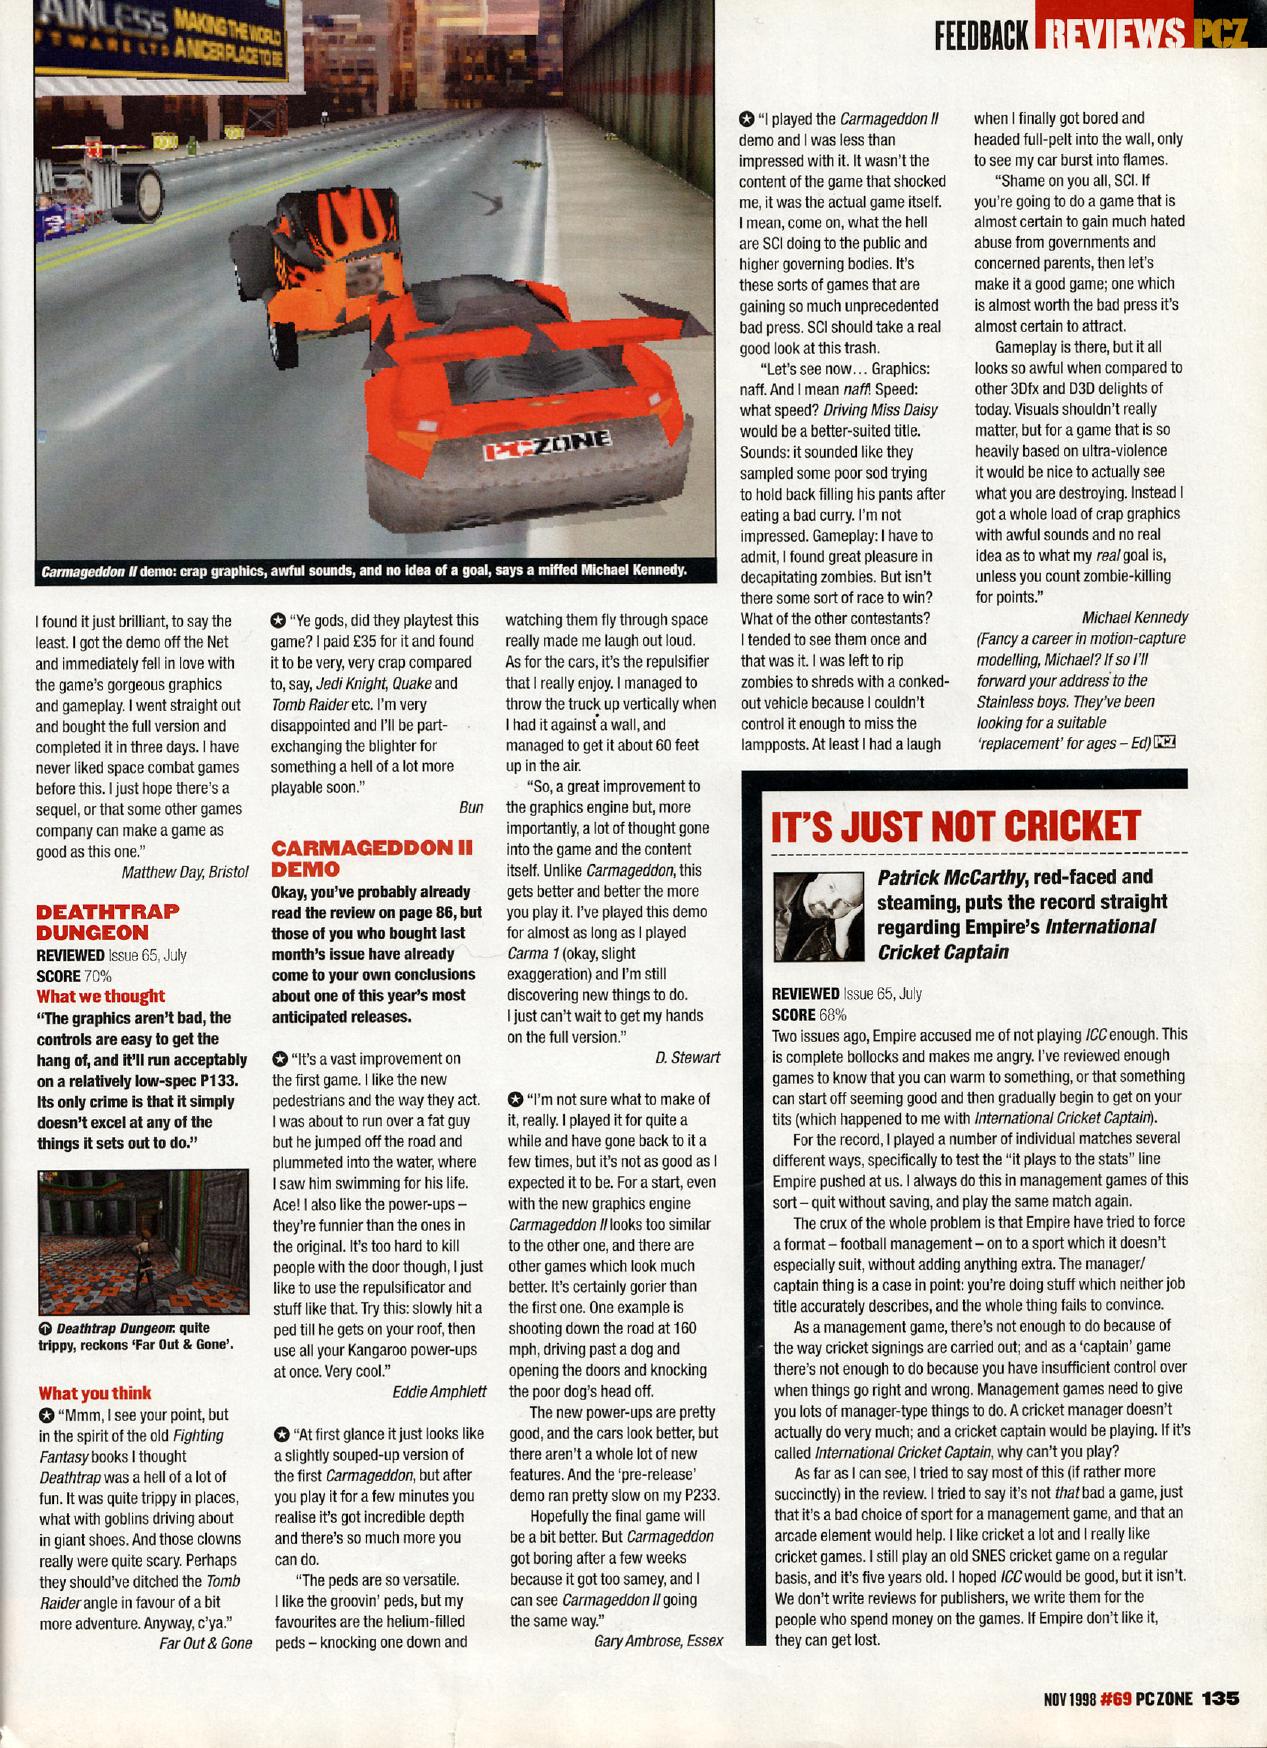 FEEDBACK REVIEWS PCZ
AINLESS
TWARE LTD
MAKING THE WORLD
A NICER PLACE TO BE
PCZONE
Carmageddon II demo: crap graphics, awful sounds, and no idea of a goal, says a miffed Michael Kennedy.
I found it just brilliant, to say the
least. I got the demo off the Net
and immediately fell in love with
the game's gorgeous graphics
and gameplay. I went straight out
and bought the full version and
completed it in three days. I have
never liked space combat games
before this. I just hope there's a
sequel, or that some other games
company can make a game as
good as this one."
Matthew Day, Bristol
DEATHTRAP
DUNGEON
REVIEWED Issue 65, July
SCORE 70%
What we thought
"The graphics aren't bad, the
controls are easy to get the
hang of, and it'll run acceptably
on a relatively low-spec P133.
Its only crime is that it simply
doesn't excel at any of the
things it sets out to do."
Deathtrap Dungeon: quite
trippy, reckons 'Far Out & Gone'.
What you think
"Mmm, I see your point, but
in the spirit of the old Fighting
Fantasy books I thought
Deathtrap was a hell of a lot of
fun. It was quite trippy in places,
what with goblins driving about
in giant shoes. And those clowns
really were quite scary. Perhaps
they should've ditched the Tomb
Raider angle in favour of a bit
more adventure. Anyway, c'ya."
Far Out & Gone
"Ye gods, did they playtest this
game? I paid £35 for it and found
it to be very, very crap compared
to, say, Jedi Knight, Quake and
Tomb Raider etc. I'm very
disappointed and I'll be part-
exchanging the blighter for
something a hell of a lot more
playable soon."
Bun
CARMAGEDDON II
DEMO
Okay, you've probably already
read the review on page 86, but
those of you who bought last
month's issue have already
come to your own conclusions
about one of this year's most
anticipated releases.
"It's a vast improvement on
the first game. I like the new
pedestrians and the way they act.
I was about to run over a fat guy
but he jumped off the road and
plummeted into the water, where
I saw him swimming for his life.
Ace! I also like the power-ups –
they're funnier than the ones in
the original. It's too hard to kill
people with the door though, I just
like to use the repulsificator and
stuff like that. Try this: slowly hit a
ped till he gets on your roof, then
use all your Kangaroo power-ups
at once. Very cool."
Eddie Amphlett
"At first glance it just looks like
a slightly souped-up version of
the first Carmageddon, but after
you play it for a few minutes you
realise it's got incredible depth
and there's so much more you
can do.
"The peds are so versatile.
I like the groovin' peds, but my
favourites are the helium-filled
peds – knocking one down and
watching them fly through space
really made me laugh out loud.
As for the cars, it's the repulsifier
that I really enjoy. I managed to
throw the truck up vertically when
I had it against a wall, and
managed to get it about 60 feet
up in the air.
"So, a great improvement to
the graphics engine but, more
importantly, a lot of thought gone
into the game and the content
itself. Unlike Carmageddon, this
gets better and better the more
you play it. I've played this demo
for almost as long as I played
Carma 1 (okay, slight
exaggeration) and I'm still
discovering new things to do.
I just can't wait to get my hands
on the full version."
D. Stewart
"I'm not sure what to make of
it, really. I played it for quite a
while and have gone back to it a
few times, but it's not as good as I
expected it to be. For a start, even
with the new graphics engine
Carmageddon II looks too similar
to the other one, and there are
other games which look much
better. It's certainly gorier than
the first one. One example is
shooting down the road at 160
mph, driving past a dog and
opening the doors and knocking
the poor dog's head off.
The new power-ups are pretty
good, and the cars look better, but
there aren't a whole lot of new
features. And the 'pre-release'
demo ran pretty slow on my P233.
Hopefully the final game will
be a bit better. But Carmageddon
got boring after a few weeks
because it got too samey, and I
can see Carmageddon II going
the same way."
Gary Ambrose, Essex
"I played the Carmageddon II
demo and I was less than
impressed with it. It wasn't the
content of the game that shocked
me, it was the actual game itself.
I mean, come on, what the hell
are SCI doing to the public and
higher governing bodies. It's
these sorts of games that are
gaining so much unprecedented
bad press. SCI should take a real
good look at this trash.
"Let's see now... Graphics:
naff. And I mean naff! Speed:
what speed? Driving Miss Daisy
would be a better-suited title.
Sounds: it sounded like they
sampled some poor sod trying
to hold back filling his pants after
eating a bad curry. I'm not
impressed. Gameplay: I have to
admit, I found great pleasure in
decapitating zombies. But isn't
there some sort of race to win?
What of the other contestants?
I tended to see them once and
that was it. I was left to rip
zombies to shreds with a conked-
out vehicle because I couldn't
control it enough to miss the
lampposts. At least I had a laugh
when I finally got bored and
headed full-pelt into the wall, only
to see my car burst into flames.
"Shame on you all, SCI. If
you're going to do a game that is
almost certain to gain much hated
abuse from governments and
concerned parents, then let's
make it a good game; one which
is almost worth the bad press it's
almost certain to attract.
Gameplay is there, but it all
looks so awful when compared to
other 3Dfx and D3D delights of
today. Visuals shouldn't really
matter, but for a game that is so
heavily based on ultra-violence
it would be nice to actually see
what you are destroying. Instead I
got a whole load of crap graphics
with awful sounds and no real
idea as to what my real goal is,
unless you count zombie-killing
for points."
Michael Kennedy
(Fancy a career in motion-capture
modelling, Michael? If so I'll
forward your address to the
Stainless boys. They've been
looking for a suitable
'replacement' for ages – Ed) PCZ
IT'S JUST NOT CRICKET
Patrick McCarthy, red-faced and
steaming, puts the record straight
regarding Empire's International
Cricket Captain
REVIEWED Issue 65, July
SCORE 68%
Two issues ago, Empire accused me of not playing ICC enough. This
is complete bollocks and makes me angry. I've reviewed enough
games to know that you can warm to something, or that something
can start off seeming good and then gradually begin to get on your
tits (which happened to me with International Cricket Captain).
For the record, I played a number of individual matches several
different ways, specifically to test the "it plays to the stats" line
Empire pushed at us. I always do this in management games of this
sort – quit without saving, and play the same match again.
The crux of the whole problem is that Empire have tried to force
a format – football management – on to a sport which it doesn't
especially suit, without adding anything extra. The manager/
captain thing is a case in point: you're doing stuff which neither job
title accurately describes, and the whole thing fails to convince.
As a management game, there's not enough to do because of
the way cricket signings are carried out; and as a 'captain' game
there's not enough to do because you have insufficient control over
when things go right and wrong. Management games need to give
you lots of manager-type things to do. A cricket manager doesn't
actually do very much; and a cricket captain would be playing. If it's
called International Cricket Captain, why can't you play?
As far as I can see, I tried to say most of this (if rather more
succinctly) in the review. I tried to say it's not that bad a game, just
that it's a bad choice of sport for a management game, and that an
arcade element would help. I like cricket a lot and I really like
cricket games. I still play an old SNES cricket game on a regular
basis, and it's five years old. I hoped ICC would be good, but it isn't.
We don't write reviews for publishers, we write them for the
people who spend money on the games. If Empire don't like it,
they can get lost.
NOV 1998 #69 PC ZONE 135